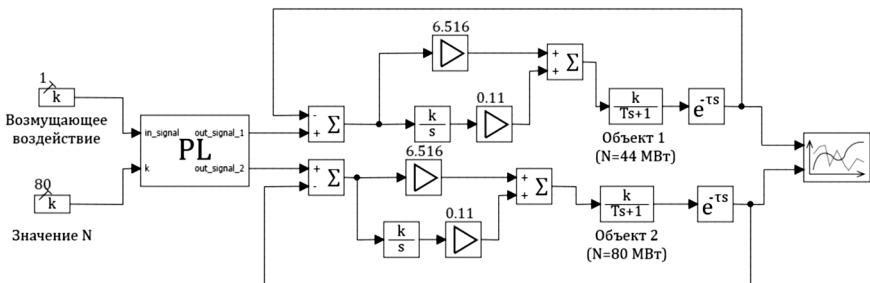 6.516
+
+
Σ
1
k
Возмущающее
воздействие
in_signal
out_signal_1
PL
k
out_signal_2
-
+
Σ
k
s
0.11
k
Ts+1
e-τs
Объект 1
(N=44 МВт)
80
k
Значение N
+
-
Σ
6.516
+
+
Σ
k
s
0.11
k
Ts+1
e-τs
Объект 2
(N=80 МВт)